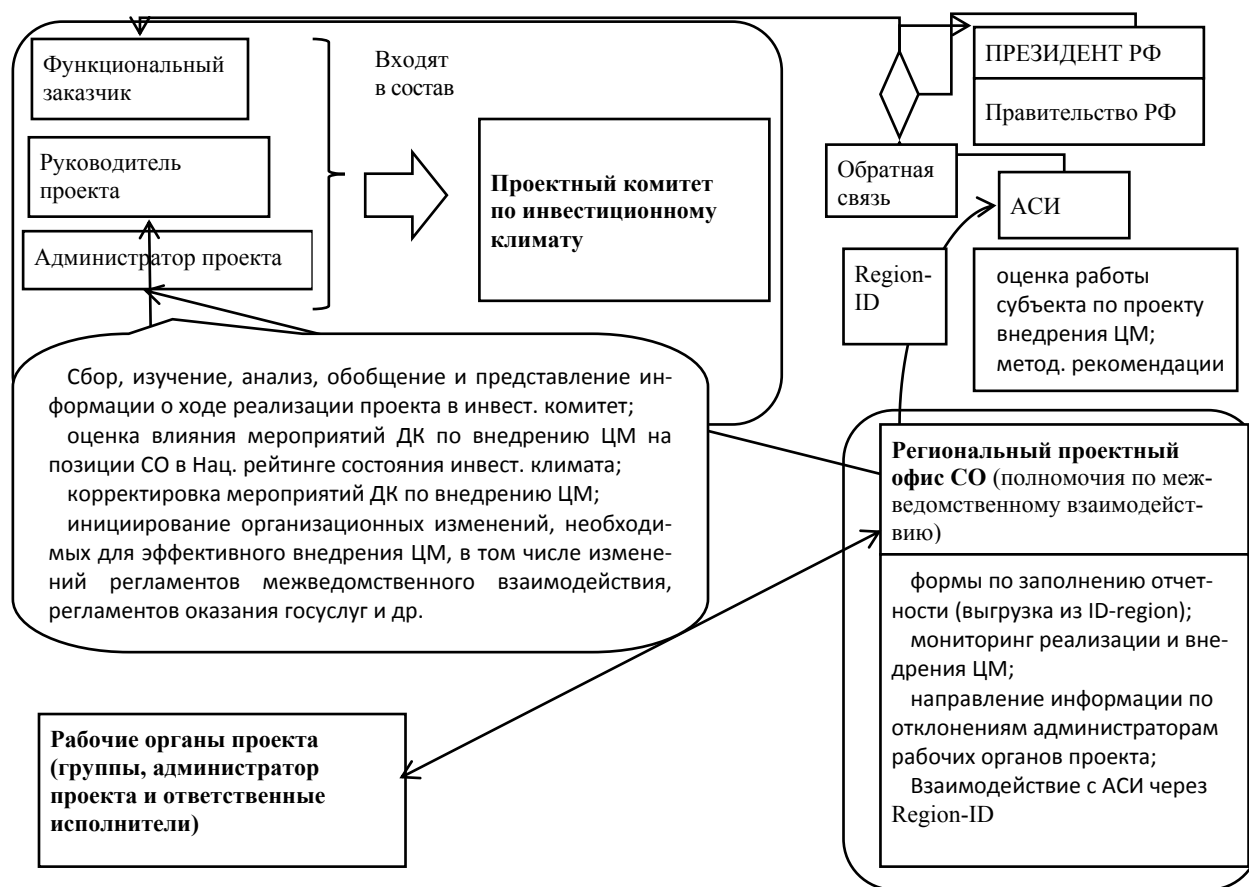 Функциональный
заказчик
Руководитель
проекта
Администратор проекта
Входят
в состав
Проектный комитет
по инвестиционному
климату
ПРЕЗИДЕНТ РФ
Правительство РФ
Обратная
связь
АСИ
Region-
ID
оценка работы
субъекта по проекту
внедрения ЦМ;
метод. рекомендации
Сбор, изучение, анализ, обобщение и представление ин-
формации о ходе реализации проекта в инвест. комитет;
оценка влияния мероприятий ДК по внедрению ЦМ на
позиции СО в Нац. рейтинге состояния инвест. климата;
корректировка мероприятий ДК по внедрению ЦМ;
инициирование организационных изменений, необходи-
мых для эффективного внедрения ЦМ, в том числе измене-
ний регламентов межведомственного взаимодействия,
регламентов оказания госуслуг и др.
Региональный проектный
офис СО (полномочия по меж-
ведомственному взаимодейст-
вию)
формы по заполнению отчет-
ности (выгрузка из ID-region);
мониторинг реализации и вне-
дрения ЦМ;
направление информации по
отклонениям администраторам
рабочих органов проекта;
Взаимодействие с АСИ через
Region-ID
Рабочие органы проекта
(группы, администратор
проекта и ответственные
исполнители)